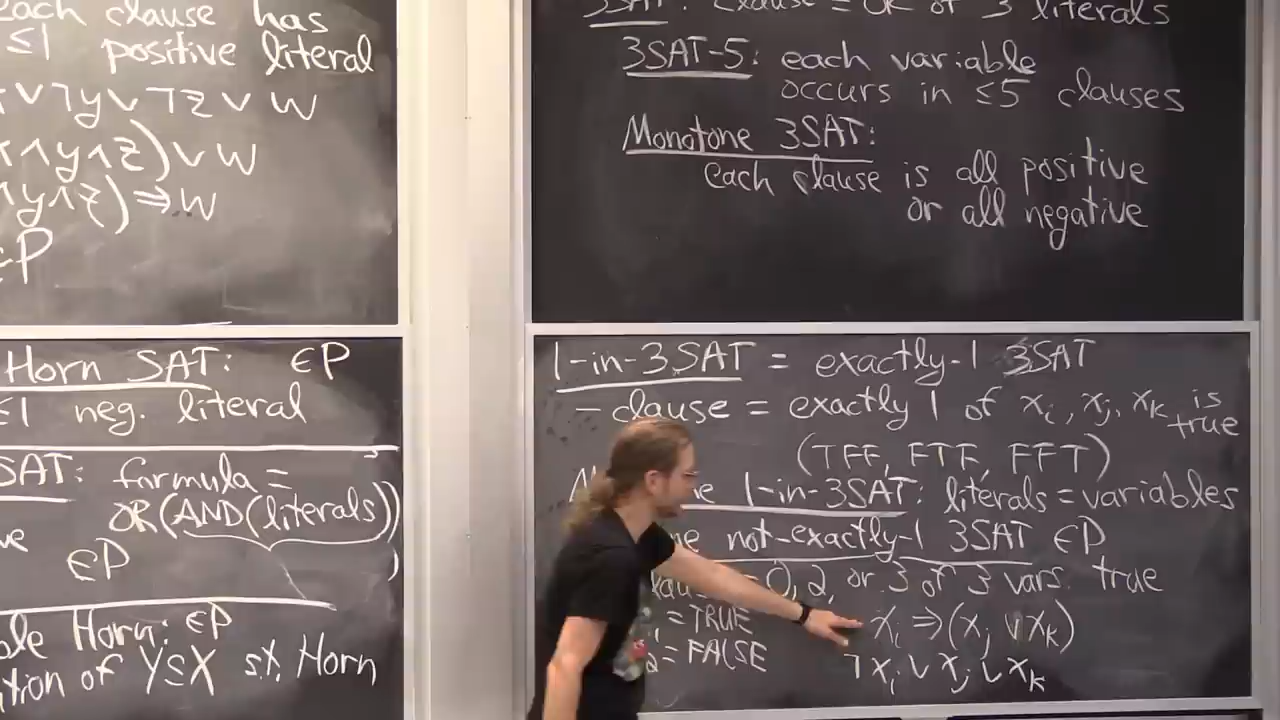 each clause has
≤1 positive literal
∨¬y∨¬z∨w
∧y∧z)∨w
∧y∧z)⇒w
∈P
Horn SAT: ∈P
≤1 neg. literal
SAT: formula =
OR(AND(literals))
∈P
Horn: ∈P
of Y⊆X s.t. Horn
3SAT: clause = OR of 3 literals
3SAT-5: each variable
occurs in ≤5 clauses
Monotone 3SAT:
each clause is all positive
or all negative
1-in-3SAT = exactly-1 3SAT
- clause = exactly 1 of xi, xj, xk is true
(TFF, FTF, FFT)
1-in-3SAT: literals = variables
not-exactly-1 3SAT ∈P
= 0, 2, or 3 of 3 vars. true
= TRUE xi ⇒ (xj ∨ xk)
= FALSE ¬xi ∨ xj ∨ xk